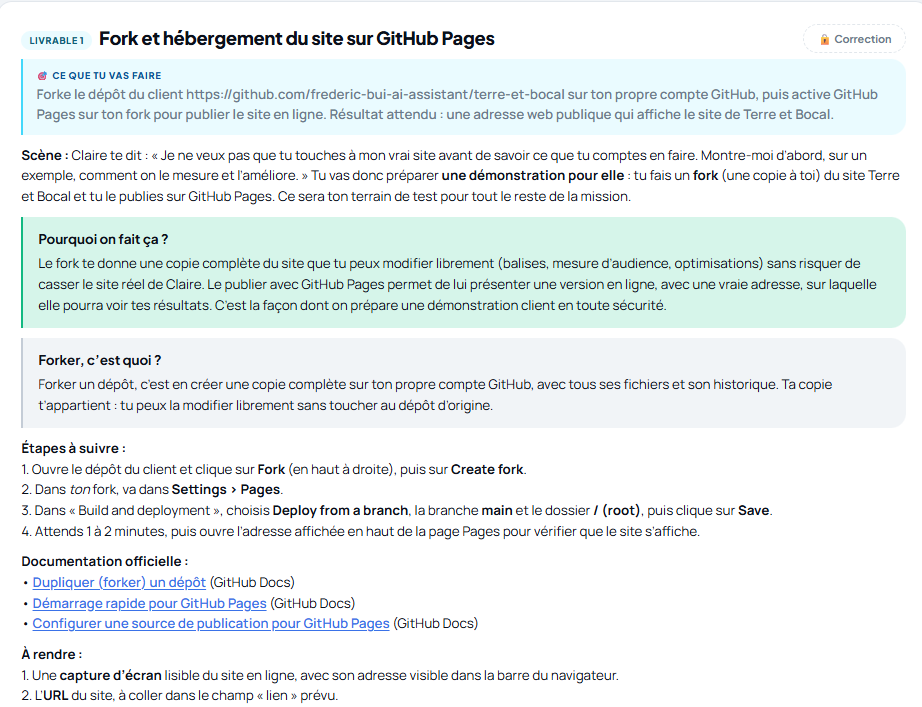 LIVRABLE 1 Fork et hébergement du site sur GitHub Pages
🔒 Correction
🎯 CE QUE TU VAS FAIRE
Forke le dépôt du client https://github.com/frederic-bui-ai-assistant/terre-et-bocal sur ton propre compte GitHub, puis active GitHub
Pages sur ton fork pour publier le site en ligne. Résultat attendu : une adresse web publique qui affiche le site de Terre et Bocal.
Scène : Claire te dit : « Je ne veux pas que tu touches à mon vrai site avant de savoir ce que tu comptes en faire. Montre-moi d'abord, sur un
exemple, comment on le mesure et l'améliore. » Tu vas donc préparer une démonstration pour elle : tu fais un fork (une copie à toi) du site Terre
et Bocal et tu le publies sur GitHub Pages. Ce sera ton terrain de test pour tout le reste de la mission.
Pourquoi on fait ça ?
Le fork te donne une copie complète du site que tu peux modifier librement (balises, mesure d'audience, optimisations) sans risquer de
casser le site réel de Claire. Le publier avec GitHub Pages permet de lui présenter une version en ligne, avec une vraie adresse, sur laquelle
elle pourra voir tes résultats. C'est la façon dont on prépare une démonstration client en toute sécurité.
Forker, c'est quoi ?
Forker un dépôt, c'est en créer une copie complète sur ton propre compte GitHub, avec tous ses fichiers et son historique. Ta copie
t'appartient : tu peux la modifier librement sans toucher au dépôt d'origine.
Étapes à suivre :
1. Ouvre le dépôt du client et clique sur Fork (en haut à droite), puis sur Create fork.
2. Dans ton fork, va dans Settings > Pages.
3. Dans « Build and deployment », choisis Deploy from a branch, la branche main et le dossier / (root), puis clique sur Save.
4. Attends 1 à 2 minutes, puis ouvre l'adresse affichée en haut de la page Pages pour vérifier que le site s'affiche.
Documentation officielle :
• Dupliquer (forker) un dépôt (GitHub Docs)
• Démarrage rapide pour GitHub Pages (GitHub Docs)
• Configurer une source de publication pour GitHub Pages (GitHub Docs)
À rendre :
1. Une capture d'écran lisible du site en ligne, avec son adresse visible dans la barre du navigateur.
2. L'URL du site, à coller dans le champ « lien » prévu.